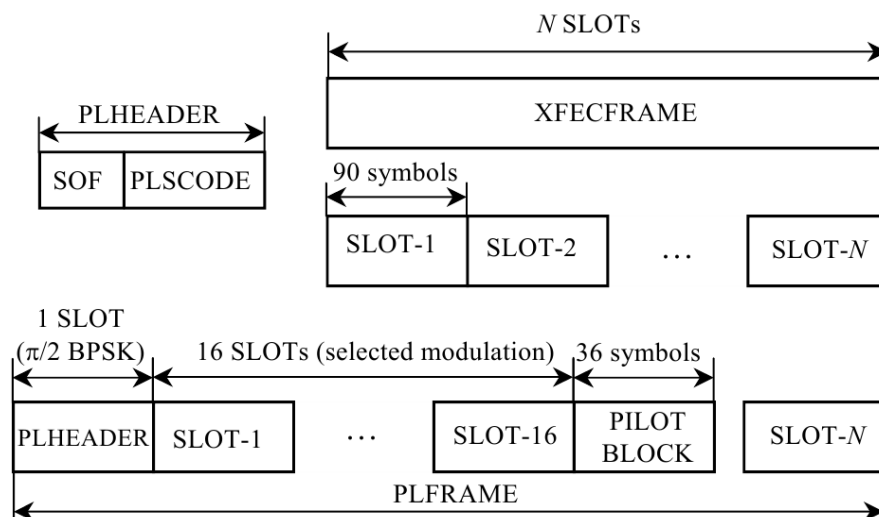 N SLOTs
XFECFRAME
PLHEADER
SOF PLSCODE
90 symbols
SLOT-1 SLOT-2 … SLOT-N
1 SLOT
(π/2 BPSK)
16 SLOTs (selected modulation)
36 symbols
PLHEADER SLOT-1 … SLOT-16 PILOT
BLOCK
SLOT-N
PLFRAME